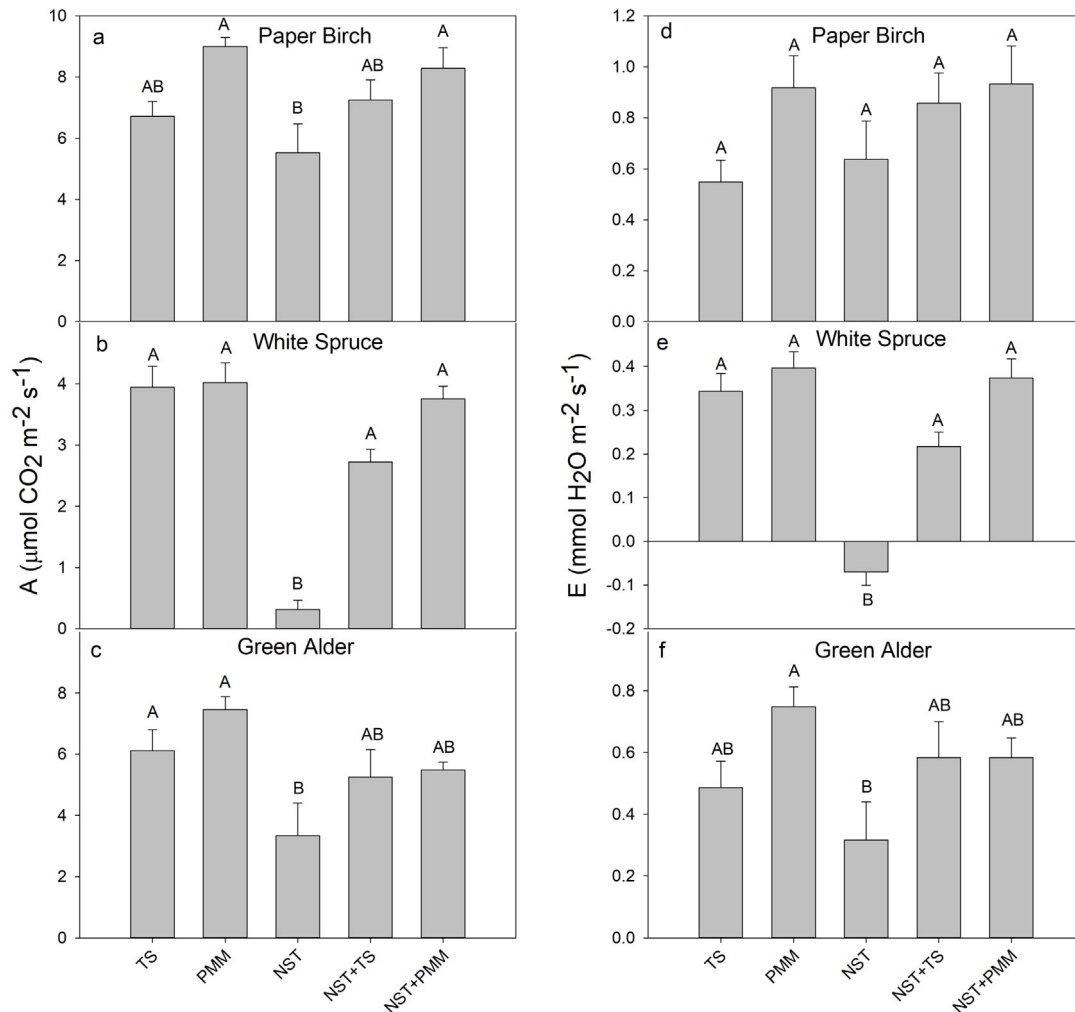 a
Paper Birch
A (µmol CO2 m-2 s-1)
10
8
6
4
2
0
AB
A
B
AB
A
b
White Spruce
4
3
2
1
0
A
A
B
A
A
c
Green Alder
8
6
4
2
0
A
A
B
AB
AB
TS
PMM
NST
NST+TS
NST+PMM
d
Paper Birch
E (mmol H2O m-2 s-1)
1.2
1.0
0.8
0.6
0.4
0.2
0.0
A
A
A
A
A
e
White Spruce
0.4
0.3
0.2
0.1
0.0
-0.1
-0.2
A
A
B
A
A
f
Green Alder
0.8
0.6
0.4
0.2
0.0
AB
A
B
AB
AB
TS
PMM
NST
NST+TS
NST+PMM